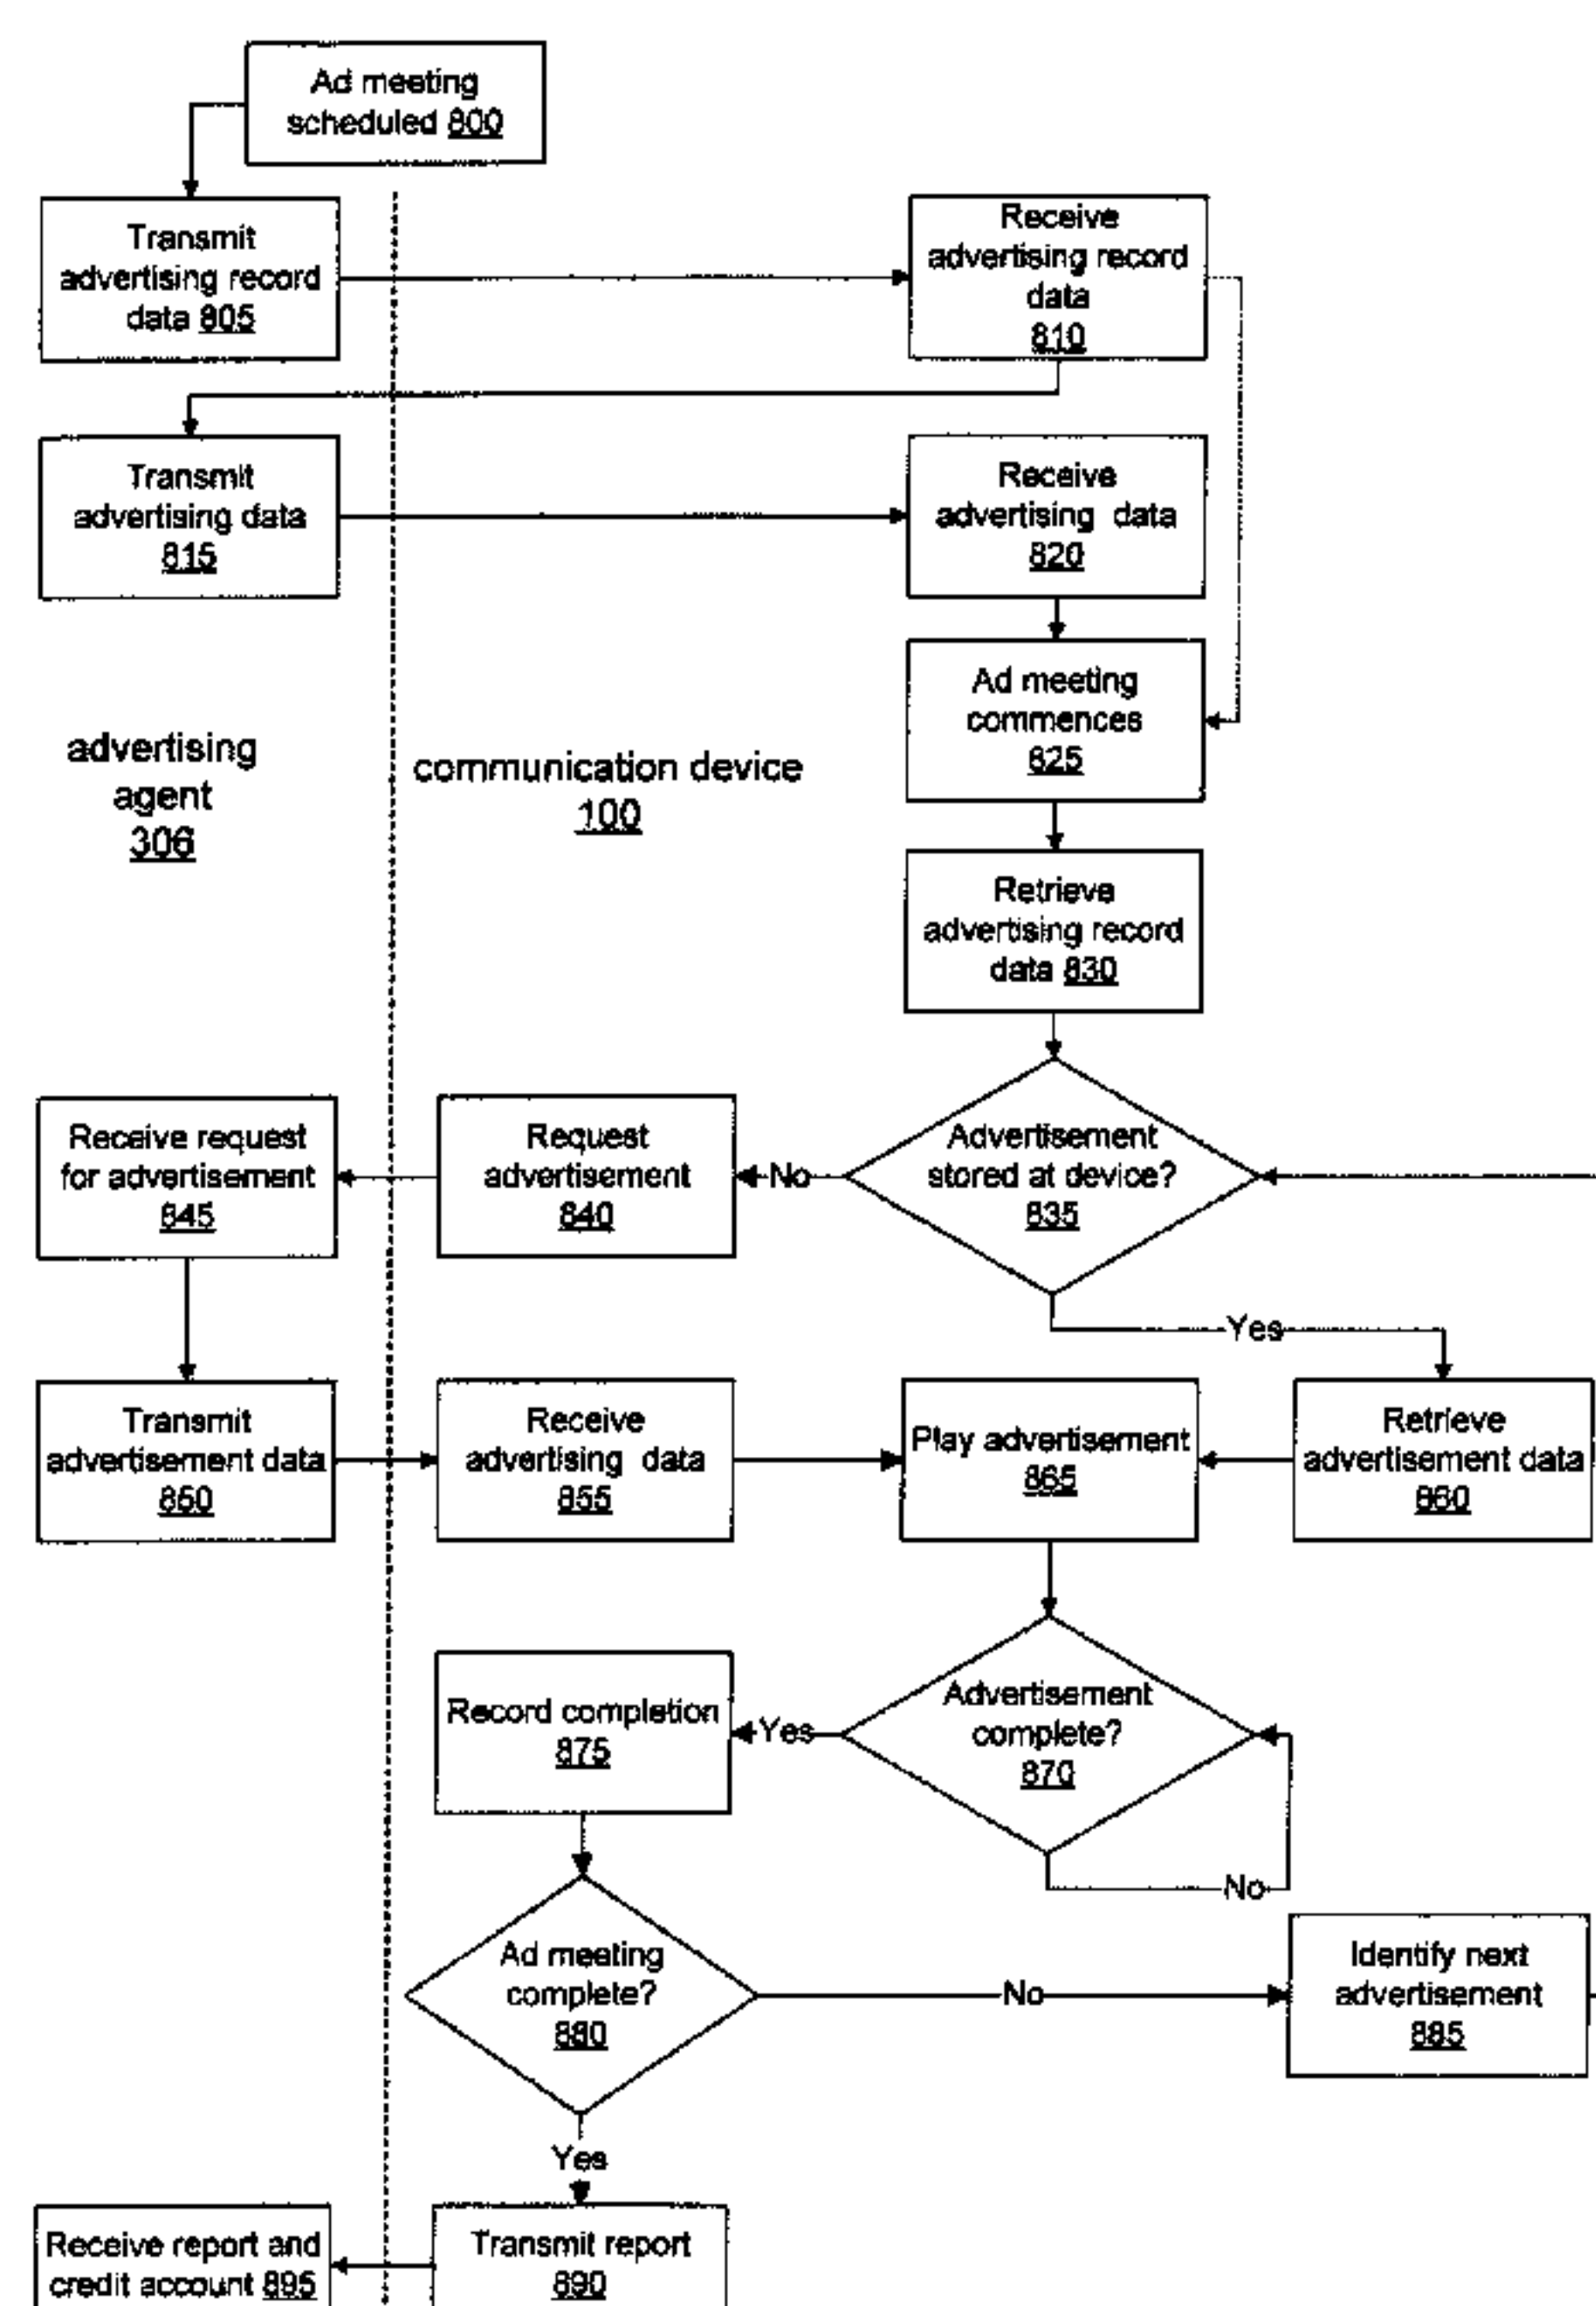 Ad meeting
scheduled 800
Transmit
advertising record
data 805
Receive
advertising record
data
810
Transmit
advertising data
815
Receive
advertising data
820
Ad meeting
commences
825
advertising
agent
306
communication device
100
Retrieve
advertising record
data 830
Receive request
for advertisement
845
Request
advertisement
840
No
Advertisement
stored at device?
835
Yes
Transmit
advertisement data
850
Receive
advertising data
855
Play advertisement
865
Retrieve
advertisement data
860
Record completion
875
Yes
Advertisement
complete?
870
No
Ad meeting
complete?
880
No
Identify next
advertisement
885
Yes
Receive report and
credit account 895
Transmit report
890